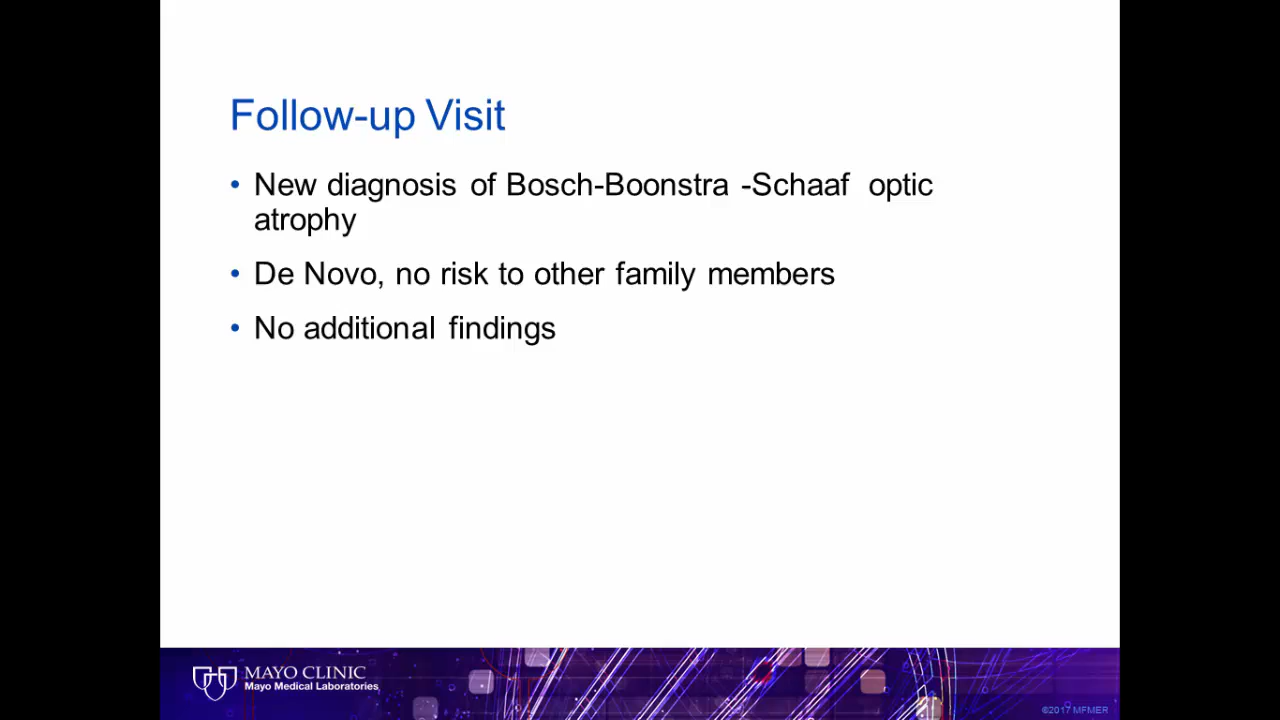 Follow-up Visit
• New diagnosis of Bosch-Boonstra -Schaaf optic
atrophy
• De Novo, no risk to other family members
• No additional findings
MAYO CLINIC
Mayo Medical Laboratories
©2017 MFMER